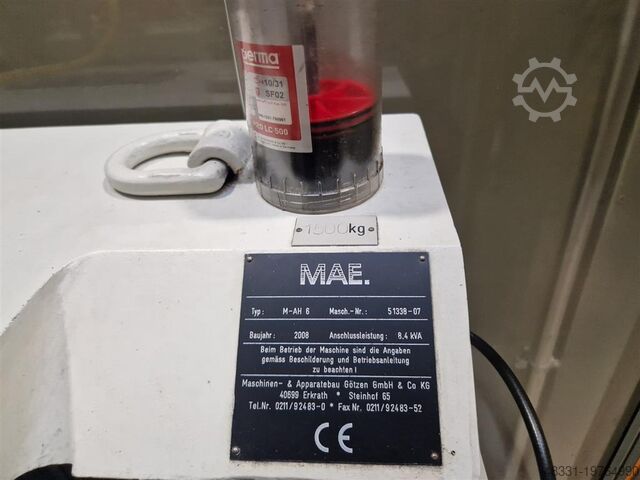 perma
SF02
LC 500
1500kg
MAE.
Typ: M-AH 6 Masch.-Nr.: 51338-07
Baujahr: 2008 Anschlussleistung: 8,4 kVA
Beim Betrieb der Maschine sind die Angaben
gemäss Beschilderung und Betriebsanleitung
zu beachten!
Maschinen- & Apparatebau Götzen GmbH & Co KG
40699 Erkrath * Steinhof 65
Tel.Nr. 0211/92483-0 * Fax Nr. 0211/92483-52
CE
Machineseeker